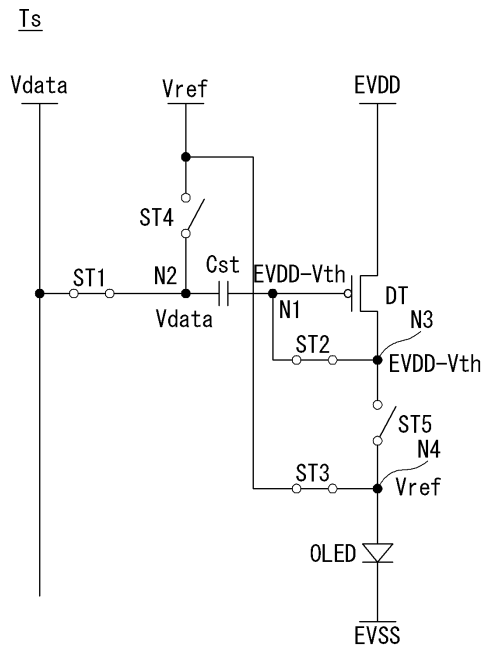 Ts
Vdata
Vref
EVDD
ST4
ST1
N2
Cst
EVDD-Vth
Vdata
N1
DT
N3
ST2
EVDD-Vth
ST5
N4
ST3
Vref
OLED
EVSS